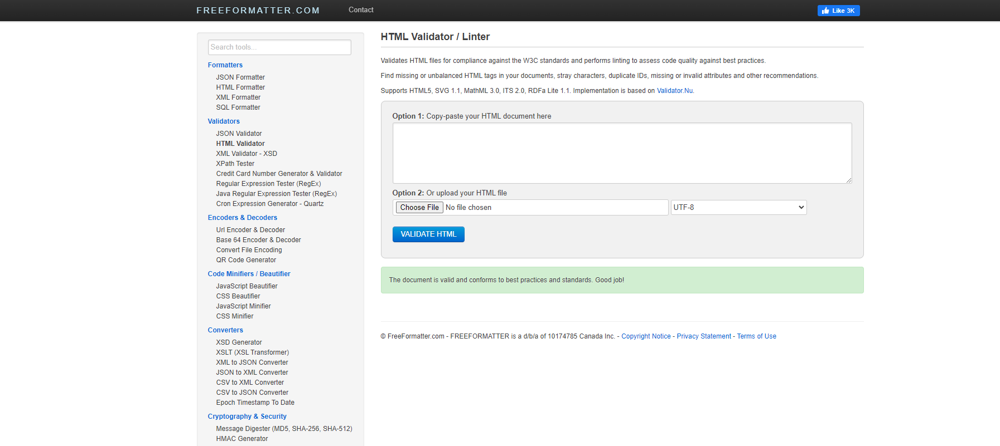 FREEFORMATTER.COM
Contact
Like 3K
Search tools...
Formatters
JSON Formatter
HTML Formatter
XML Formatter
SQL Formatter
Validators
JSON Validator
HTML Validator
XML Validator - XSD
XPath Tester
Credit Card Number Generator & Validator
Regular Expression Tester (RegEx)
Java Regular Expression Tester (RegEx)
Cron Expression Generator - Quartz
Encoders & Decoders
Url Encoder & Decoder
Base 64 Encoder & Decoder
Convert File Encoding
QR Code Generator
Code Minifiers / Beautifier
JavaScript Beautifier
CSS Beautifier
JavaScript Minifier
CSS Minifier
Converters
XSD Generator
XSLT (XSL Transformer)
XML to JSON Converter
JSON to XML Converter
CSV to XML Converter
CSV to JSON Converter
Epoch Timestamp To Date
Cryptography & Security
Message Digester (MD5, SHA-256, SHA-512)
HMAC Generator
HTML Validator / Linter
Validates HTML files for compliance against the W3C standards and performs linting to assess code quality against best practices.
Find missing or unbalanced HTML tags in your documents, stray characters, duplicate IDs, missing or invalid attributes and other recommendations.
Supports HTML5, SVG 1.1, MathML 3.0, ITS 2.0, RDFa Lite 1.1. Implementation is based on Validator.Nu.
Option 1: Copy-paste your HTML document here
Option 2: Or upload your HTML file
Choose File No file chosen
UTF-8
VALIDATE HTML
The document is valid and conforms to best practices and standards. Good job!
© FreeFormatter.com - FREEFORMATTER is a d/b/a of 10174785 Canada Inc. - Copyright Notice - Privacy Statement - Terms of Use